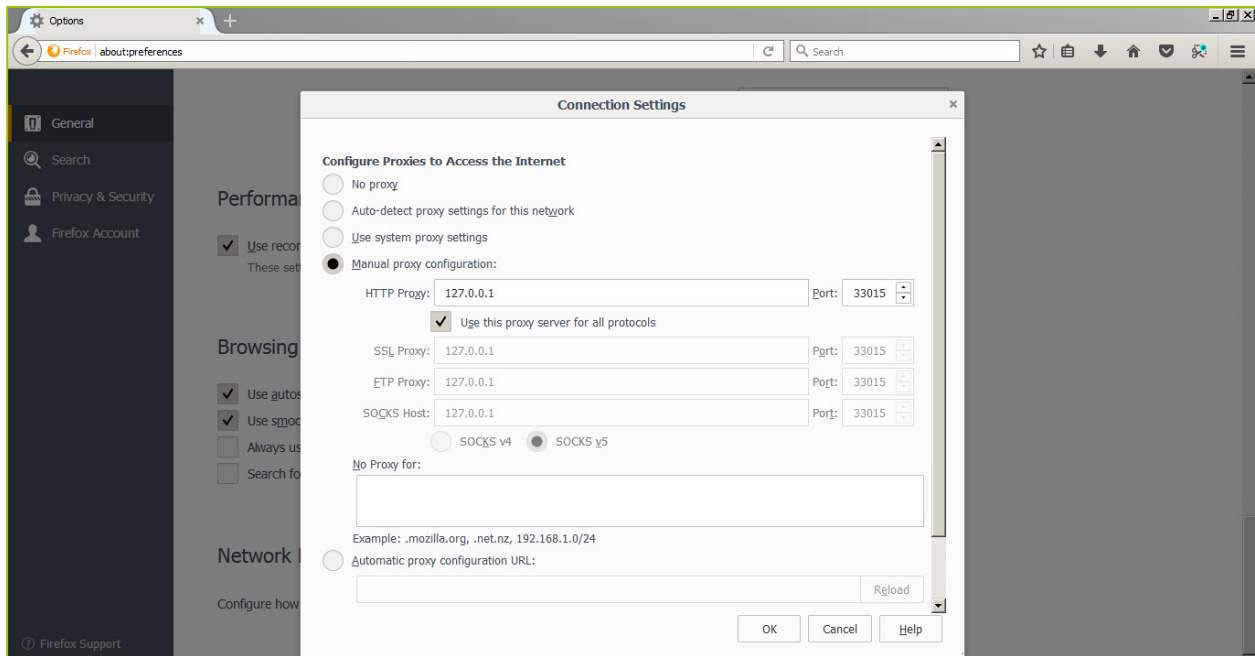 Options
Firefox about:preferences
Search
Connection Settings
General
Search
Privacy & Security
Firefox Account
Performa
Use recor
These sett
Browsing
Use autos
Use smoo
Always us
Search fo
Network
Configure how
Firefox Support
Configure Proxies to Access the Internet
No proxy
Auto-detect proxy settings for this network
Use system proxy settings
Manual proxy configuration:
HTTP Proxy: 127.0.0.1 Port: 33015
Use this proxy server for all protocols
SSL Proxy: 127.0.0.1 Port: 33015
FTP Proxy: 127.0.0.1 Port: 33015
SOCKS Host: 127.0.0.1 Port: 33015
SOCKS v4 SOCKS v5
No Proxy for:
Example: .mozilla.org, .net.nz, 192.168.1.0/24
Automatic proxy configuration URL:
Reload
OK Cancel Help